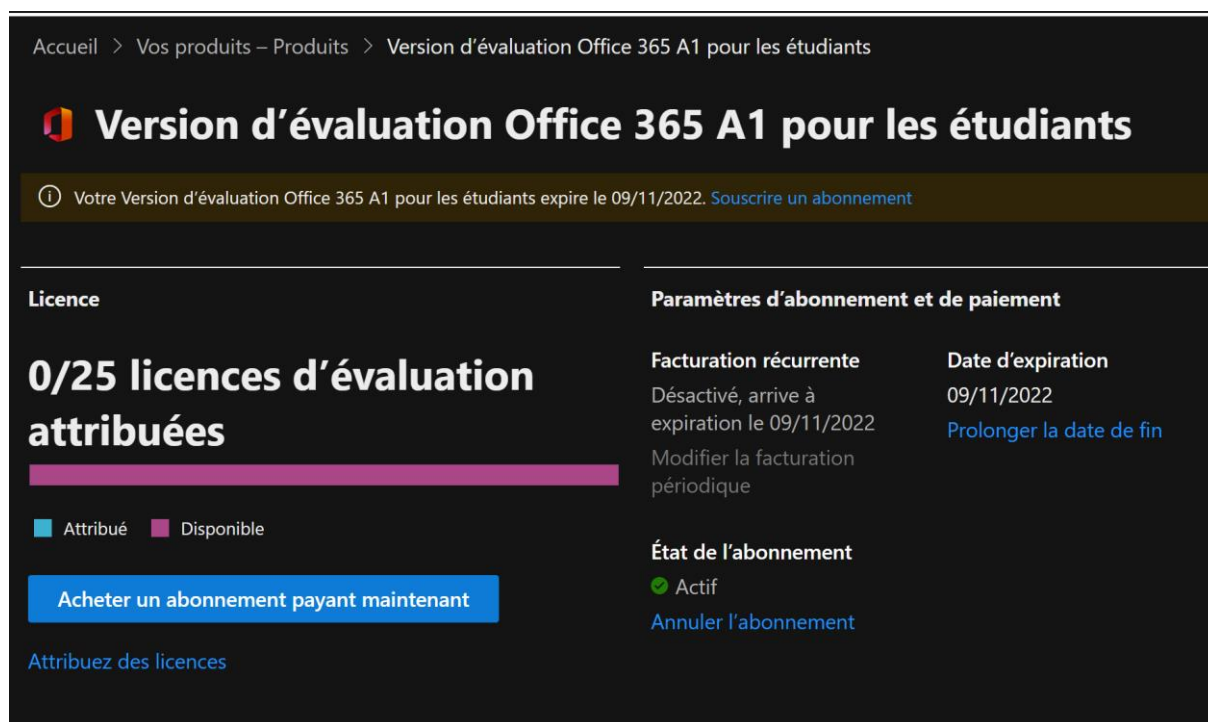 Accueil > Vos produits – Produits > Version d’évaluation Office 365 A1 pour les étudiants
Version d’évaluation Office 365 A1 pour les étudiants
Votre Version d’évaluation Office 365 A1 pour les étudiants expire le 09/11/2022. Souscrire un abonnement
Licence
0/25 licences d’évaluation
attribuées
Attribué Disponible
Acheter un abonnement payant maintenant
Attribuez des licences
Paramètres d’abonnement et de paiement
Facturation récurrente
Désactivé, arrive à
expiration le 09/11/2022
Modifier la facturation
périodique
Date d’expiration
09/11/2022
Prolonger la date de fin
État de l’abonnement
Actif
Annuler l’abonnement